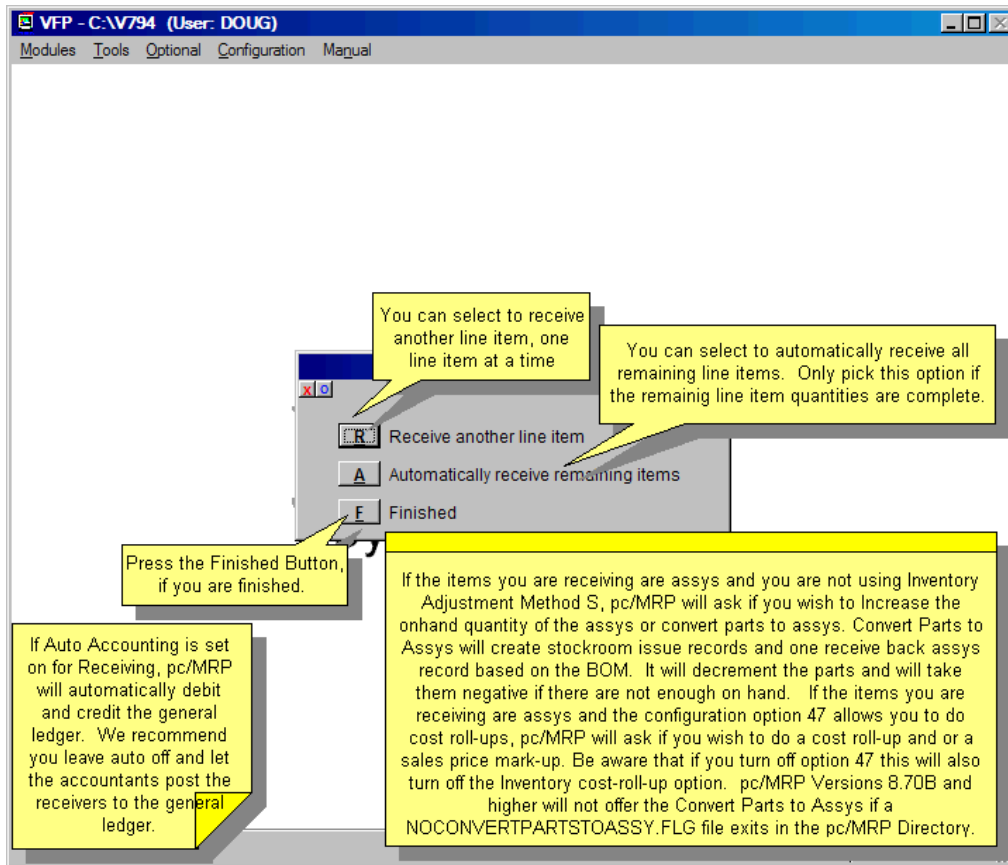 VFP - C:\V794 (User: DOUG)
Modules Tools Optional Configuration Manual
You can select to receive
another line item, one
line item at a time
You can select to automatically receive all
remaining line items. Only pick this option if
the remainig line item quantities are complete.
X O
R Receive another line item
A Automatically receive remaining items
F Finished
Press the Finished Button,
if you are finished.
If Auto Accounting is set
on for Receiving, pc/MRP
will automatically debit
and credit the general
ledger. We recommend
you leave auto off and let
the accountants post the
receivers to the general
ledger.
If the items you are receiving are assys and you are not using Inventory
Adjustment Method S, pc/MRP will ask if you wish to Increase the
onhand quantity of the assys or convert parts to assys. Convert Parts to
Assys will create stockroom issue records and one receive back assys
record based on the BOM. It will decrement the parts and will take
them negative if there are not enough on hand. If the items you are
receiving are assys and the configuration option 47 allows you to do
cost roll-ups, pc/MRP will ask if you wish to do a cost roll-up and or a
sales price mark-up. Be aware that if you turn off option 47 this will also
turn off the Inventory cost-roll-up option. pc/MRP Versions 8.70B and
higher will not offer the Convert Parts to Assys if a
NOCONVERTPARTSTOASSY.FLG file exits in the pc/MRP Directory.